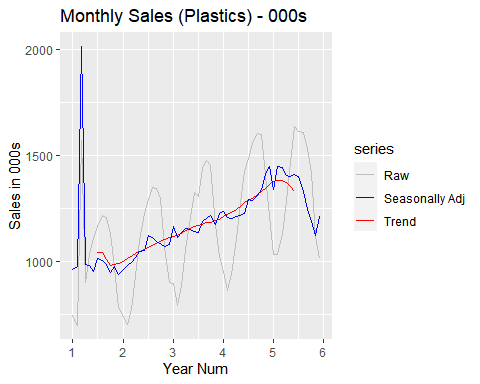 Monthly Sales (Plastics) - 000s
2000
1500
1000
Sales in 000s
1 2 3 4 5 6
Year Num
series
Raw
Seasonally Adj
Trend